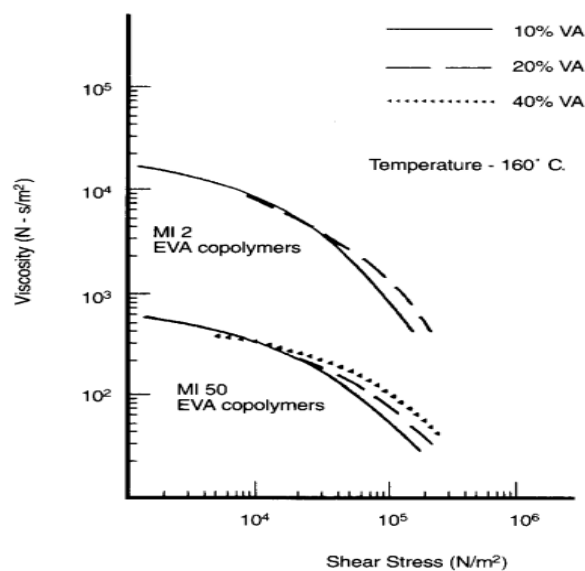 10% VA
20% VA
40% VA
Temperature - 160° C.
10⁵
10⁴
10³
10²
Viscosity (N - s/m²)
MI 2
EVA copolymers
MI 50
EVA copolymers
10⁴
10⁵
10⁶
Shear Stress (N/m²)